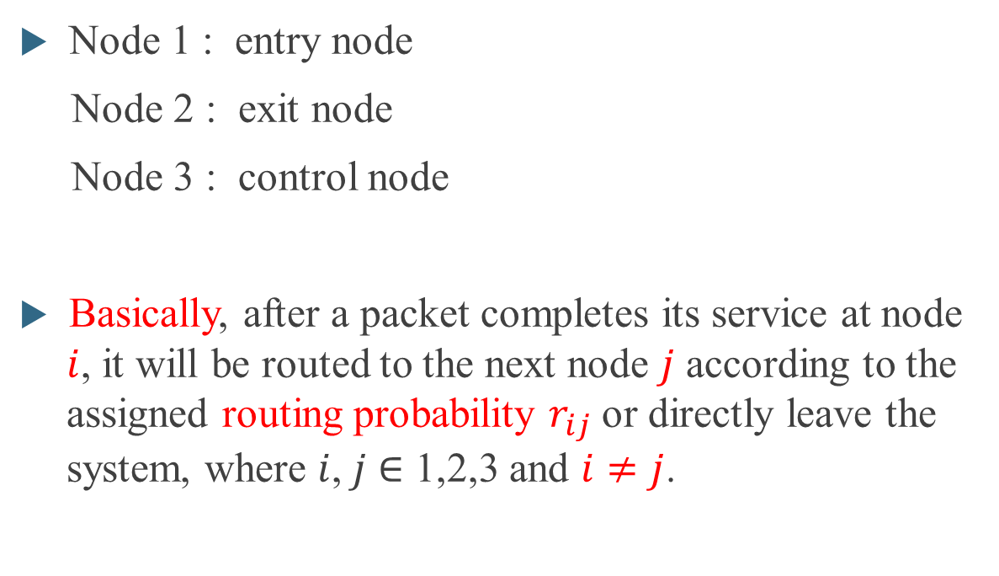 Node 1 : entry node
Node 2 : exit node
Node 3 : control node
Basically, after a packet completes its service at node
i, it will be routed to the next node j according to the
assigned routing probability r_{ij} or directly leave the
system, where i, j ∈ 1,2,3 and i ≠ j.